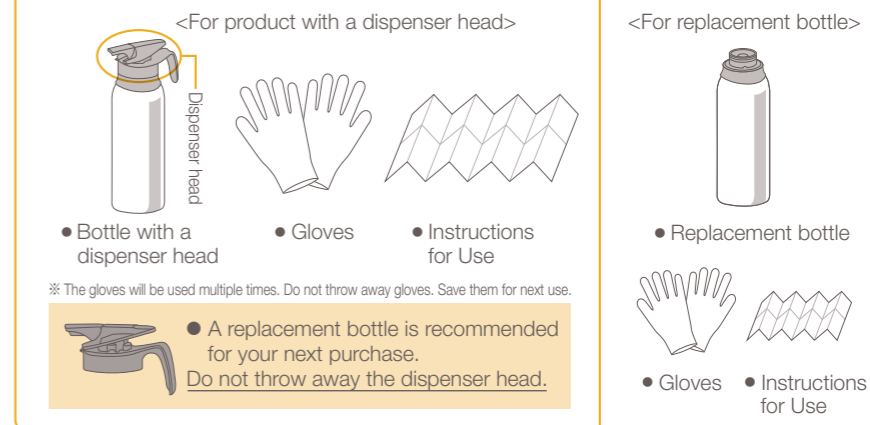 <For product with a dispenser head>
Dispenser head
● Bottle with a
dispenser head
● Gloves
● Instructions
for Use
※ The gloves will be used multiple times. Do not throw away gloves. Save them for next use.
● A replacement bottle is recommended
for your next purchase.
Do not throw away the dispenser head.
<For replacement bottle>
● Replacement bottle
● Gloves
● Instructions
for Use